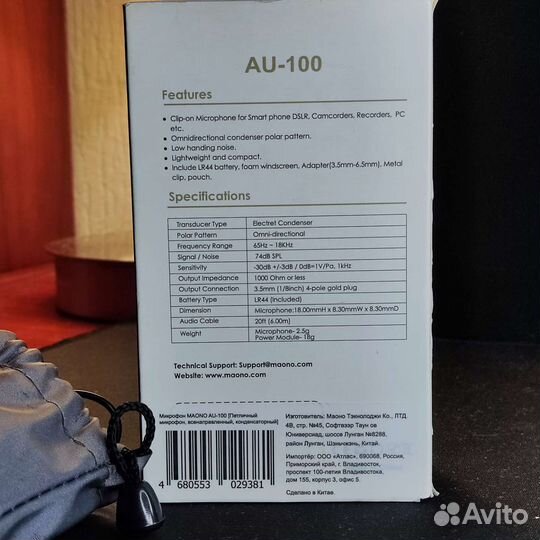 AU-100
Features
• Clip-on Microphone for Smart phone DSLR, Camcorders, Recorders, PC
etc.
• Omnidirectional condenser polar pattern.
• Low handing noise.
• Lightweight and compact.
• Include LR44 battery, foam windscreen, Adapter(3.5mm-6.5mm), Metal
clip, pouch.
Specifications
Transducer Type Electret Condenser
Polar Pattern Omni-directional
Frequency Range 65Hz ~ 18KHz
Signal / Noise 74dB SPL
Sensitivity -30dB +/-3dB / 0dB=1V/Pa, 1kHz
Output Impedance 1000 Ohm or less
Output Connection 3.5mm (1/8inch) 4-pole gold plug
Battery Type LR44 (included)
Dimension Microphone:18.00mmH x 8.30mmW x 8.30mmD
Audio Cable 20ft (6.00m)
Weight Microphone- 2.5g
Power Module- 18g
Technical Support: Support@maono.com
Website: www.maono.com
Микрофон MAONO AU-100 [Петличный
микрофон, всенаправленный, конденсаторный]
4 680553 029381
Изготовитель: Маоно Тэкнолоджи Ко., ЛТД.
4B, стр. №45, Софтвэр Таун ов
Юниверсиад, шоссе Лунган №8288,
район Лунган, Шэньчжэнь, Китай.
Импортёр: ООО «Атлас», 690068, Россия,
Приморский край, г. Владивосток,
проспект 100-летия Владивостока,
дом 155, корпус 3, офис 5.
Сделано в Китае.
Avito